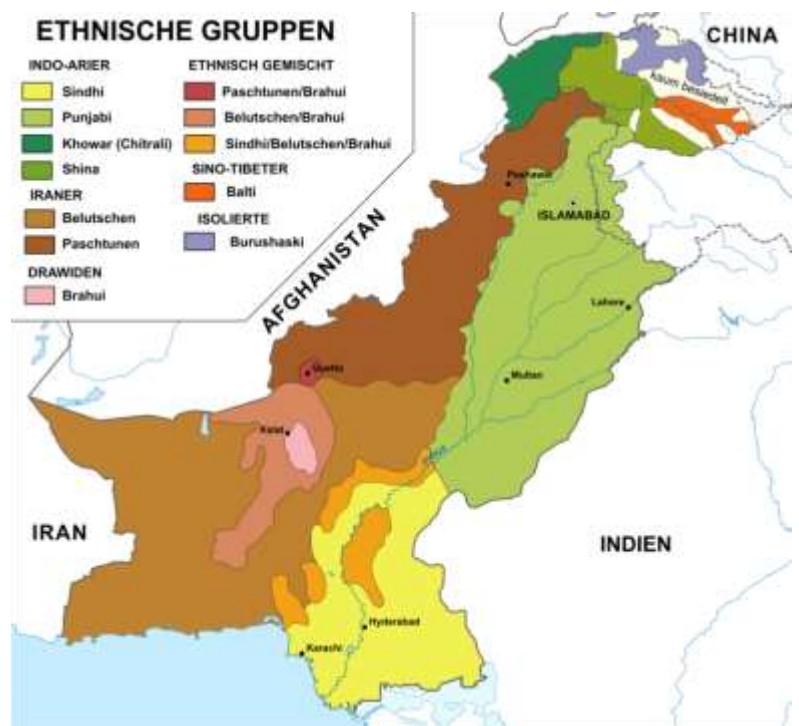 ETHNISCHE GRUPPEN
INDO-ARIER
Sindhi
Punjabi
Khowar (Chitrali)
Shina
IRANER
Belutschen
Paschtunen
DRAWIDEN
Brahui
ETHNISCH GEMISCHT
Paschtunen/Brahui
Belutschen/Brahui
Sindhi/Belutschen/Brahui
SINO-TIBETER
Balti
ISOLIERTE
Burushaski
CHINA
kaum besiedelt
Peshawar
ISLAMABAD
AFGHANISTAN
Lahore
Quetta
Multan
Kalat
Indus
IRAN
INDIEN
Hyderabad
Karachi